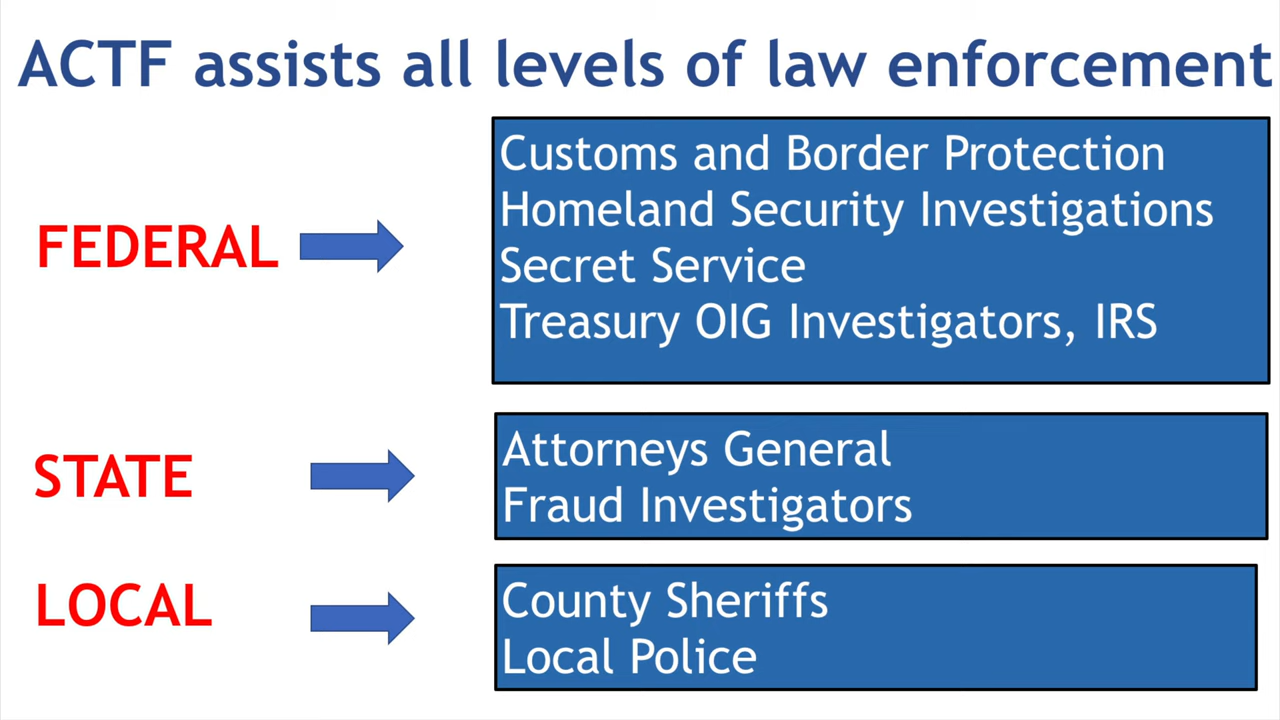 ACTF assists all levels of law enforcement
FEDERAL
Customs and Border Protection
Homeland Security Investigations
Secret Service
Treasury OIG Investigators, IRS
STATE
Attorneys General
Fraud Investigators
LOCAL
County Sheriffs
Local Police